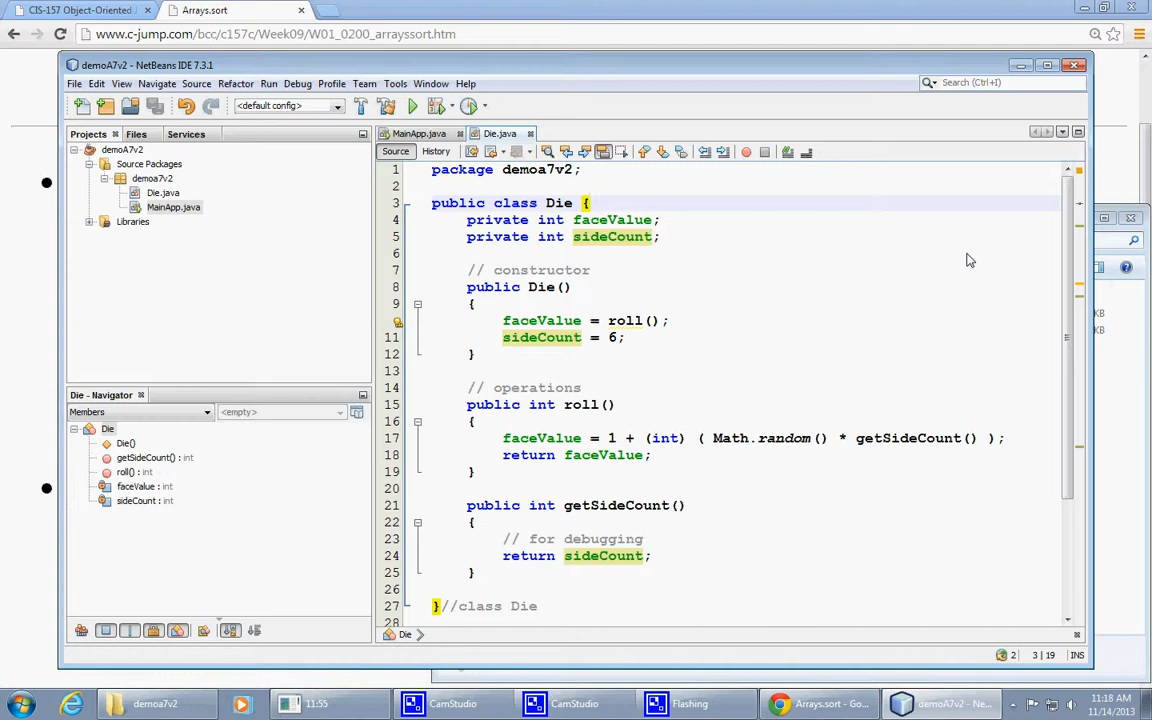 CIS-157 Object-Oriented
Arrays.sort
www.c-jump.com/bcc/c157c/Week09/W01_0200_arrayssort.htm
demoA7v2 - NetBeans IDE 7.3.1
File Edit View Navigate Source Refactor Run Debug Profile Team Tools Window Help
Search (Ctrl+I)
<default config>
Projects Files Services
MainApp.java Die.java
Source History
demoA7v2
Source Packages
demoa7v2
Die.java
MainApp.java
Libraries
1 package demoa7v2;
2
3 public class Die {
4 private int faceValue;
5 private int sideCount;
6
7 // constructor
8 public Die()
9 {
faceValue = roll();
11 sideCount = 6;
12 }
13
14 // operations
15 public int roll()
16 {
17 faceValue = 1 + (int) ( Math.random() * getSideCount() );
18 return faceValue;
19 }
20
21 public int getSideCount()
22 {
23 // for debugging
24 return sideCount;
25 }
26
27 }//class Die
28
Die - Navigator
Members <empty>
Die
Die()
getSideCount() : int
roll() : int
faceValue : int
sideCount : int
Die
2 3 | 19 INS
KB
KB
demoa7v2
11:55
CamStudio
CamStudio
Flashing
Arrays.sort - Go...
demoA7v2 - Ne...
11:18 AM
11/14/2013